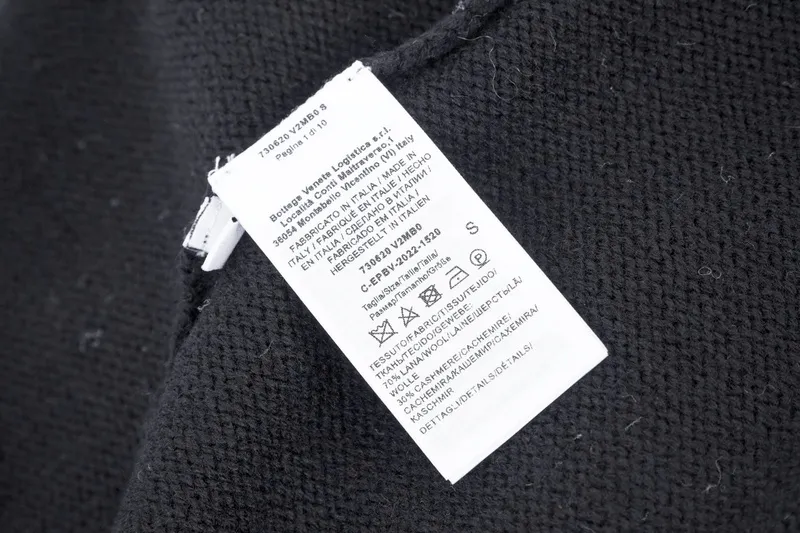 730620 V2MB0 S
Pagina 1 di 10
Bottega Veneta Logistica s.r.l.
Località Conti Maltraverso,1
36054 Montebello Vicentino (VI) Italy
FABBRICATO IN ITALIA / MADE IN
ITALY / FABRIQUÉ EN ITALIE / HECHO
EN ITALIA / СДЕЛАНО В ИТАЛИИ /
FABRICADO EM ITÁLIA /
HERGESTELLT IN ITALIEN
730620 V2MB0
C-EPBV-2022-1520
Taglia/Size/Taille/Talla/
Размер/Tamanho/Größe
S
P
TESSUTO/FABRIC/TISSU/TEJIDO/
ТКАНЬ/TECIDO/GEWEBE:
70% LANA/WOOL/LAINE/ШЕРСТЬ/LÃ/
WOLLE
30% CASHMERE/CACHEMIRE/
CACHEMIRA/КАШЕМИР/CAXEMIRA/
KASCHMIR
DETTAGLI/DETAILS/DÉTAILS/